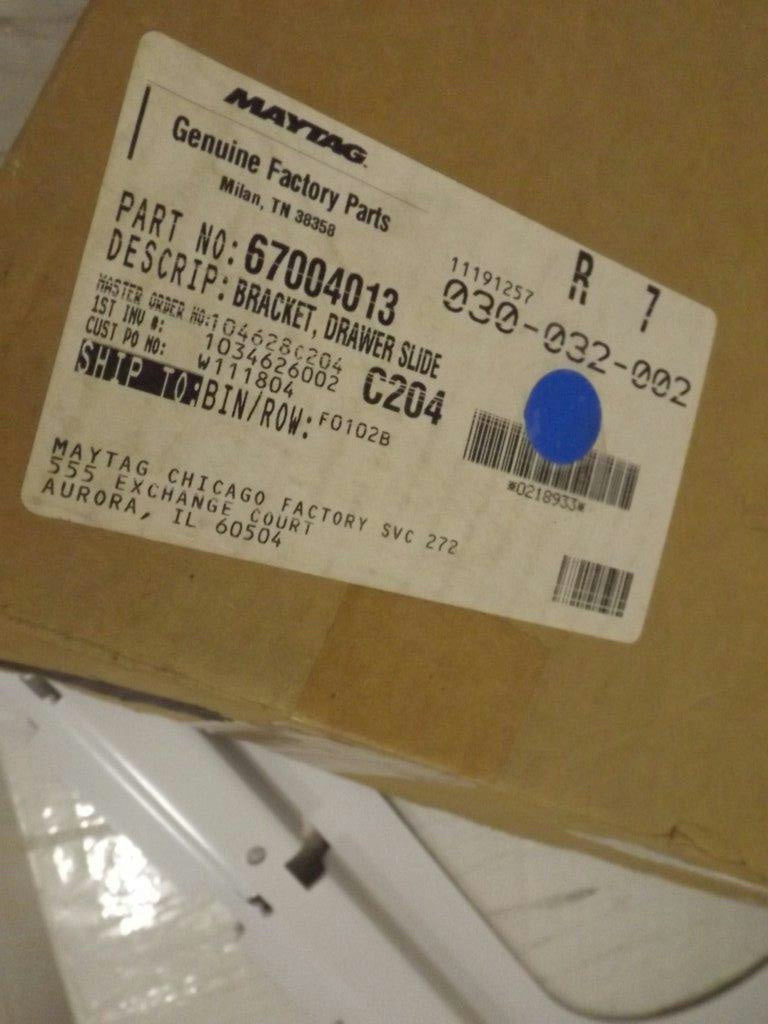 MAYTAG.
Genuine Factory Parts
Milan, TN 38358
R 7
PART NO: 67004013
11191257
DESCRIP: BRACKET, DRAWER SLIDE
030-032-002
MASTER ORDER NO: 104628C204
1ST INV #: 1034626002
C204
CUST PO NO: W111804
SHIP TO: BIN/ROW: F0102B
*0218933*
MAYTAG CHICAGO FACTORY SVC 272
555 EXCHANGE COURT
AURORA, IL 60504